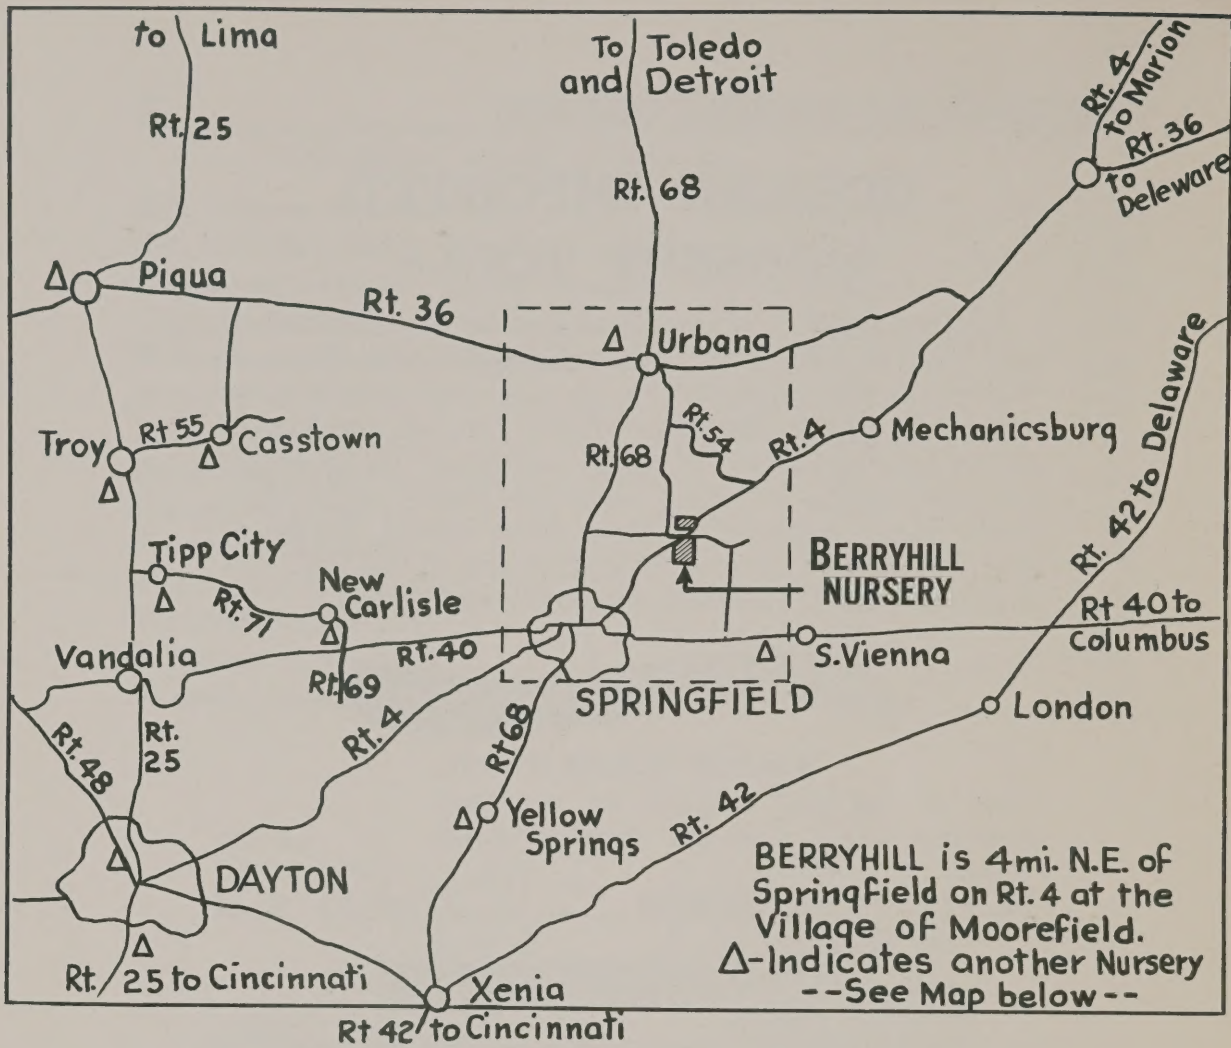 to Lima
To Toledo
and Detroit
Rt. 4
to Marion
Rt. 25
Rt. 36
to
Deleware
Rt. 68
Piqua
Rt. 36
Urbana
Rt. 54
Rt. 4
Mechanicsburg
Rt 55
Troy
Casstown
Rt. 68
Rt. 42 to Delaware
Tipp City
BERRYHILL
NURSERY
New
Carlisle
Rt. 71
Rt 40 to
Columbus
Vandalia
Rt. 40
S. Vienna
Rt. 69
SPRINGFIELD
London
Rt. 4
Rt. 48
Rt.
25
Rt 68
Yellow
Springs
Rt. 42
DAYTON
BERRYHILL is 4mi. N.E. of
Springfield on Rt. 4 at the
Village of Moorefield.
Δ-Indicates another Nursery
--See Map below--
Rt. 25 to Cincinnati
Xenia
Rt 42 to Cincinnati